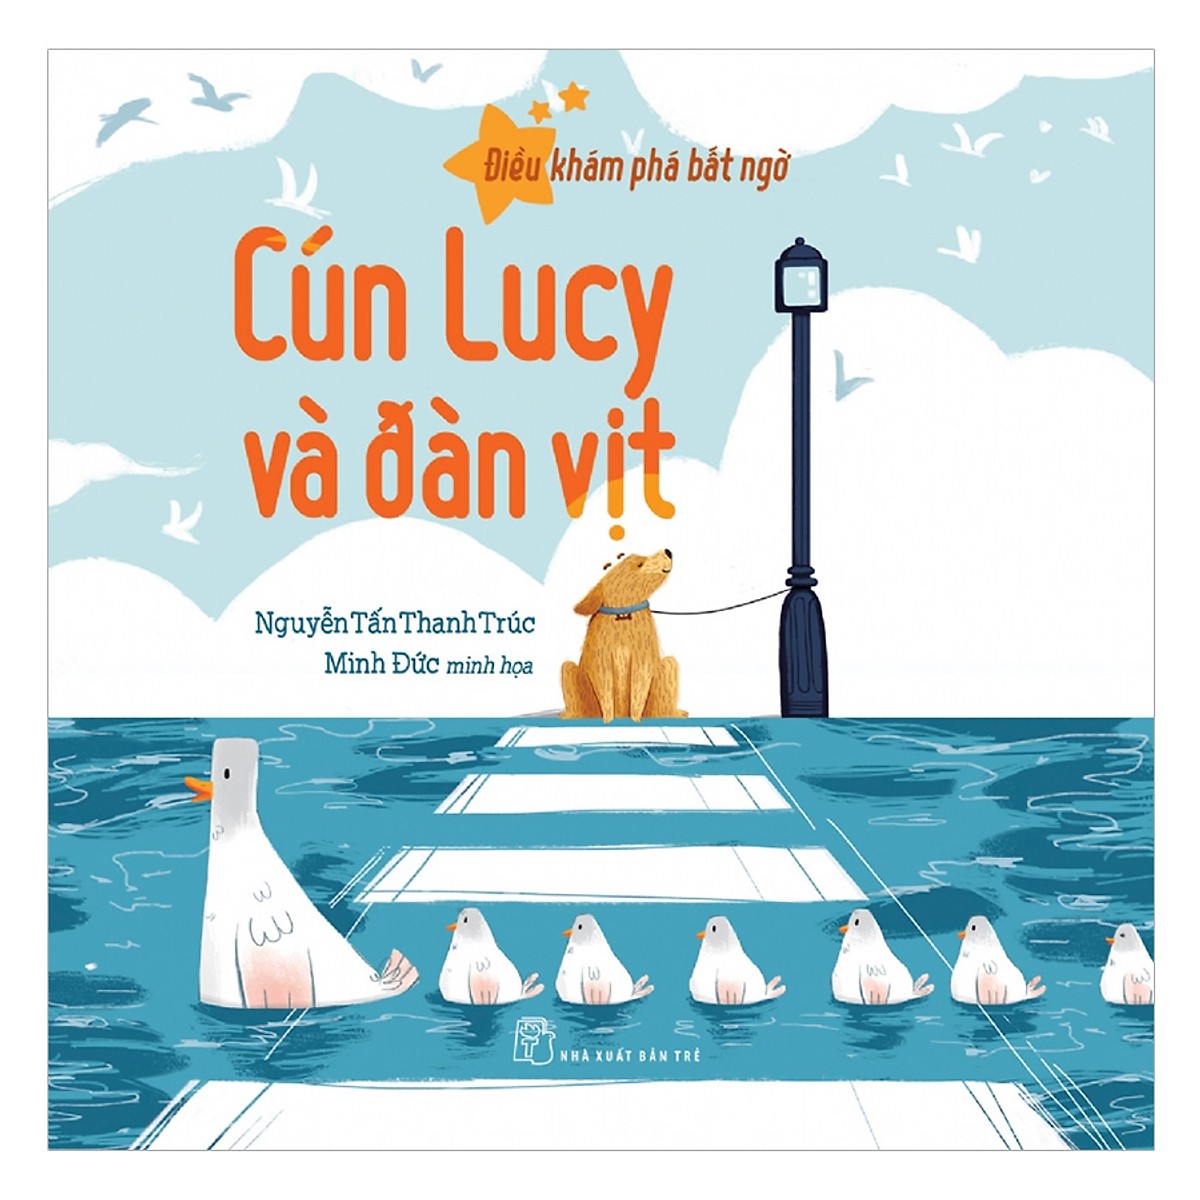 Điều khám phá bất ngờ
Cún Lucy
và đàn vịt
Nguyễn Tấn Thanh Trúc
Minh Đức minh họa
NHÀ XUẤT BẢN TRẺ